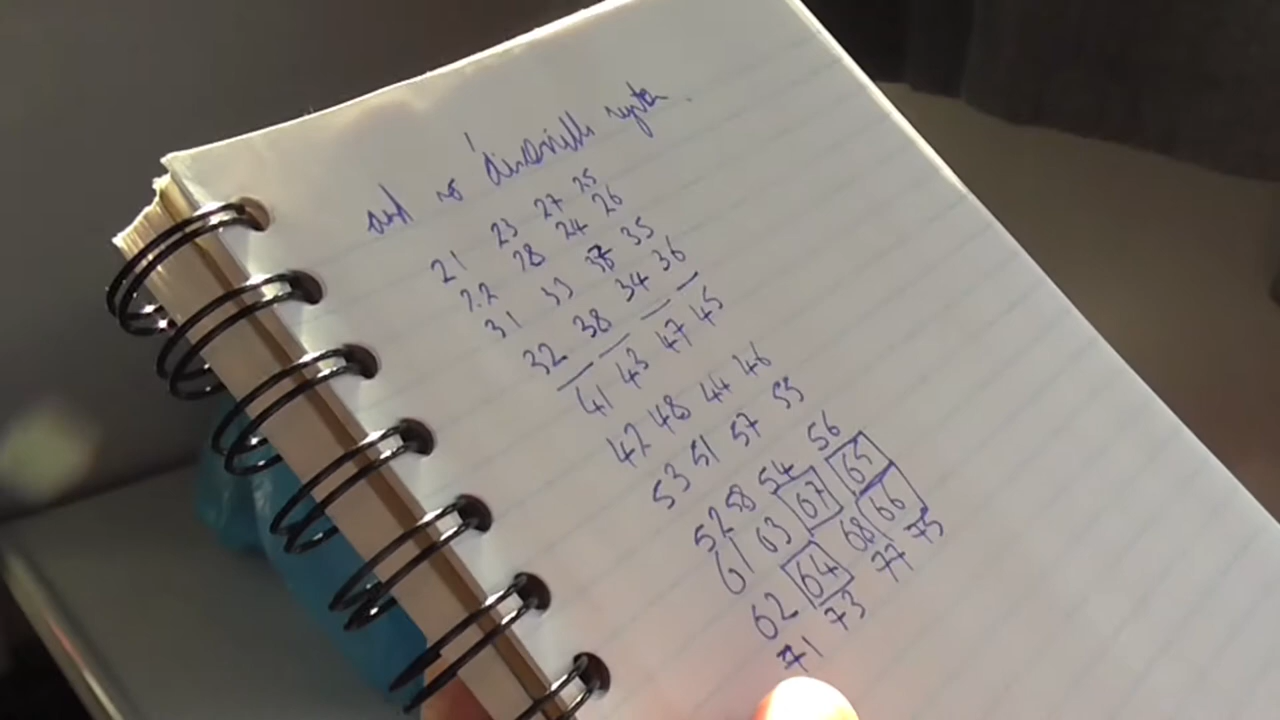 and no
21 23 27 25
22 28 24 26
31 33 37 35
32 38 34 36
41 43 47 45
42 48 44 46
53 51 57 55
52 58 54 56
61 63 67 65
62 64 68 66
71 73 77 75